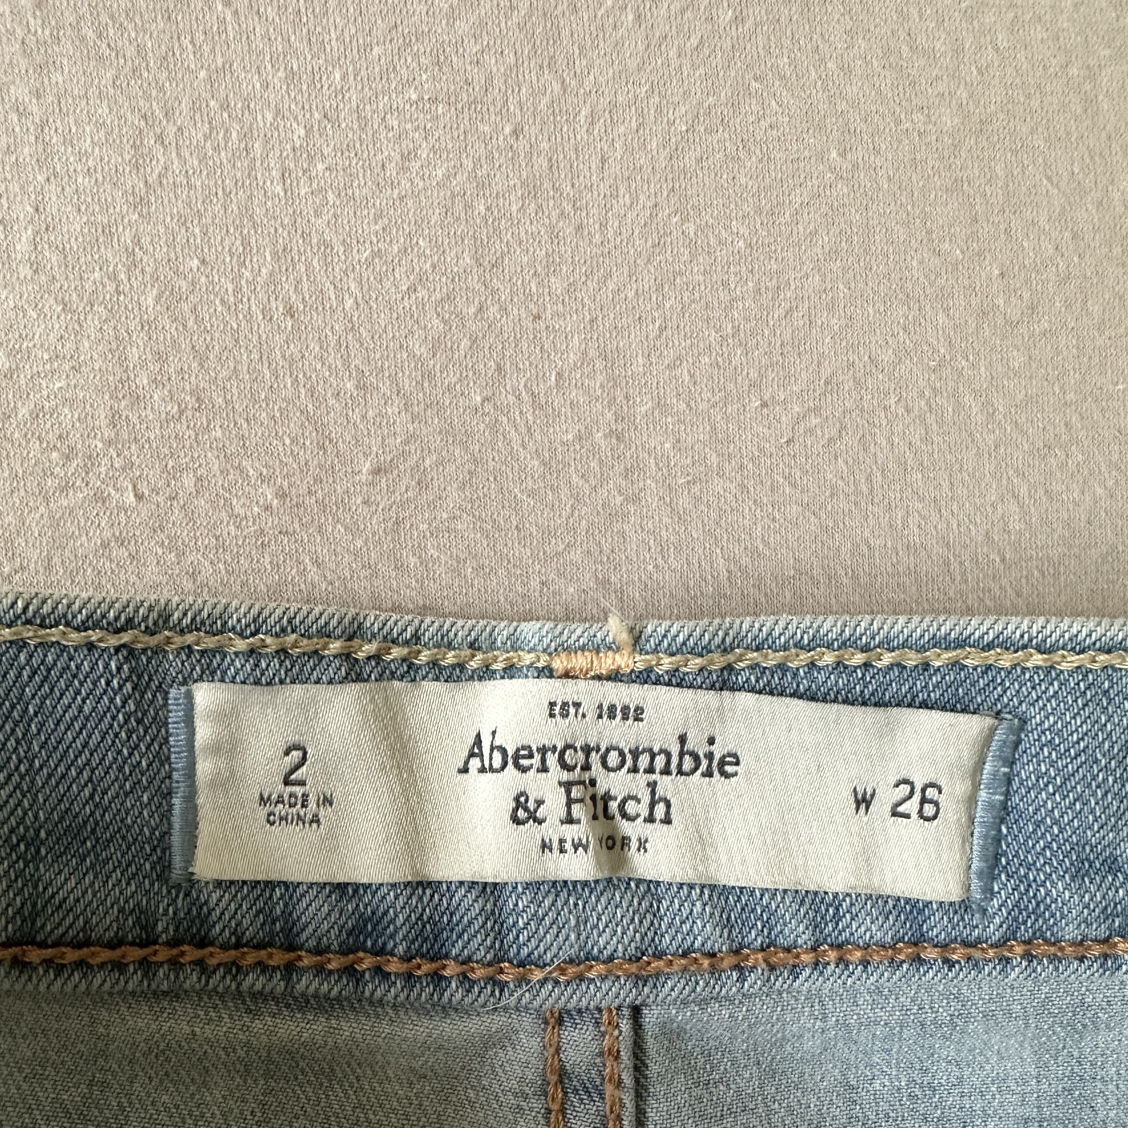 EST. 1892
Abercrombie
& Fitch
NEW YORK
2
MADE IN
CHINA
W 26